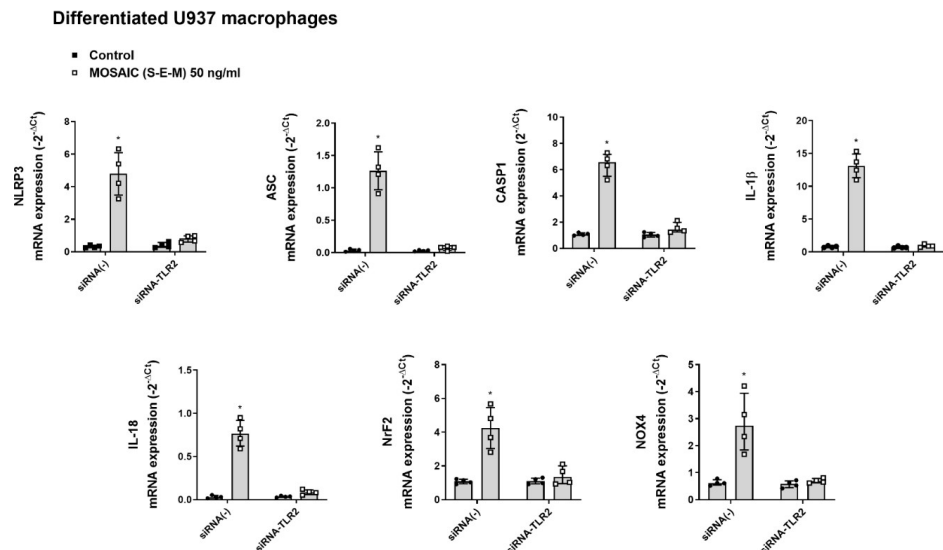 Differentiated U937 macrophages
Control
MOSAIC (S-E-M) 50 ng/ml
NLRP3
mRNA expression (-2^-ΔCt)
8
6
4
2
0
siRNA(-)
siRNA-TLR2
*
ASC
mRNA expression (-2^-ΔCt)
2.0
1.5
1.0
0.5
0.0
siRNA(-)
siRNA-TLR2
*
CASP1
mRNA expression (2^-ΔCt)
10
8
6
4
2
0
siRNA(-)
siRNA-TLR2
*
IL-1β
mRNA expression (-2^-ΔCt)
20
15
10
5
0
siRNA(-)
siRNA-TLR2
*
IL-18
mRNA expression (-2^-ΔCt)
1.5
1.0
0.5
0.0
siRNA(-)
siRNA-TLR2
*
NrF2
mRNA expression (-2^-ΔCt)
8
6
4
2
0
siRNA(-)
siRNA-TLR2
*
NOX4
mRNA expression (-2^-ΔCt)
5
4
3
2
1
0
siRNA(-)
siRNA-TLR2
*